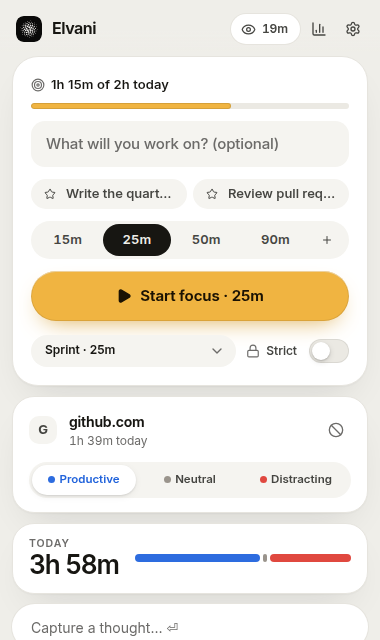 Elvani
19m
1h 15m of 2h today
What will you work on? (optional)
Write the quart...
Review pull req...
15m
25m
50m
90m
+
Start focus · 25m
Sprint · 25m
Strict
G
github.com
1h 39m today
Productive
Neutral
Distracting
TODAY
3h 58m
Capture a thought... ⏎